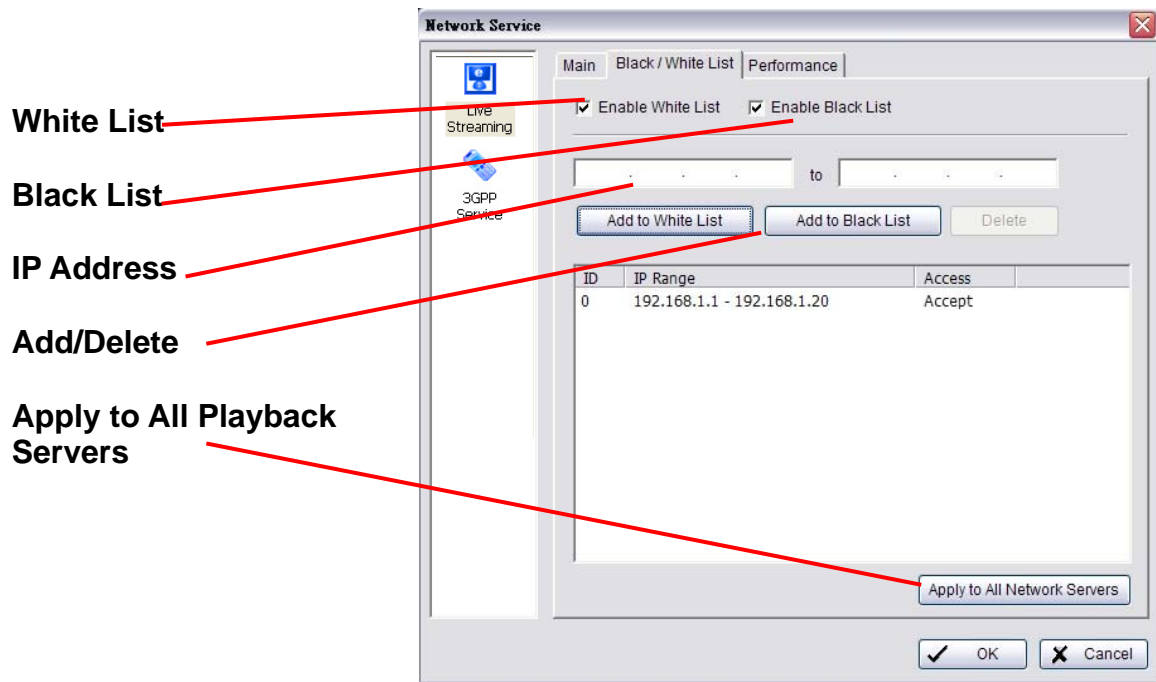 Network Service
Main Black / White List Performance
Live
Streaming
3GPP
Service
Enable White List Enable Black List
. . . to . . .
Add to White List Add to Black List Delete
ID IP Range Access
0 192.168.1.1 - 192.168.1.20 Accept
Apply to All Network Servers
OK Cancel
White List
Black List
IP Address
Add/Delete
Apply to All Playback
Servers